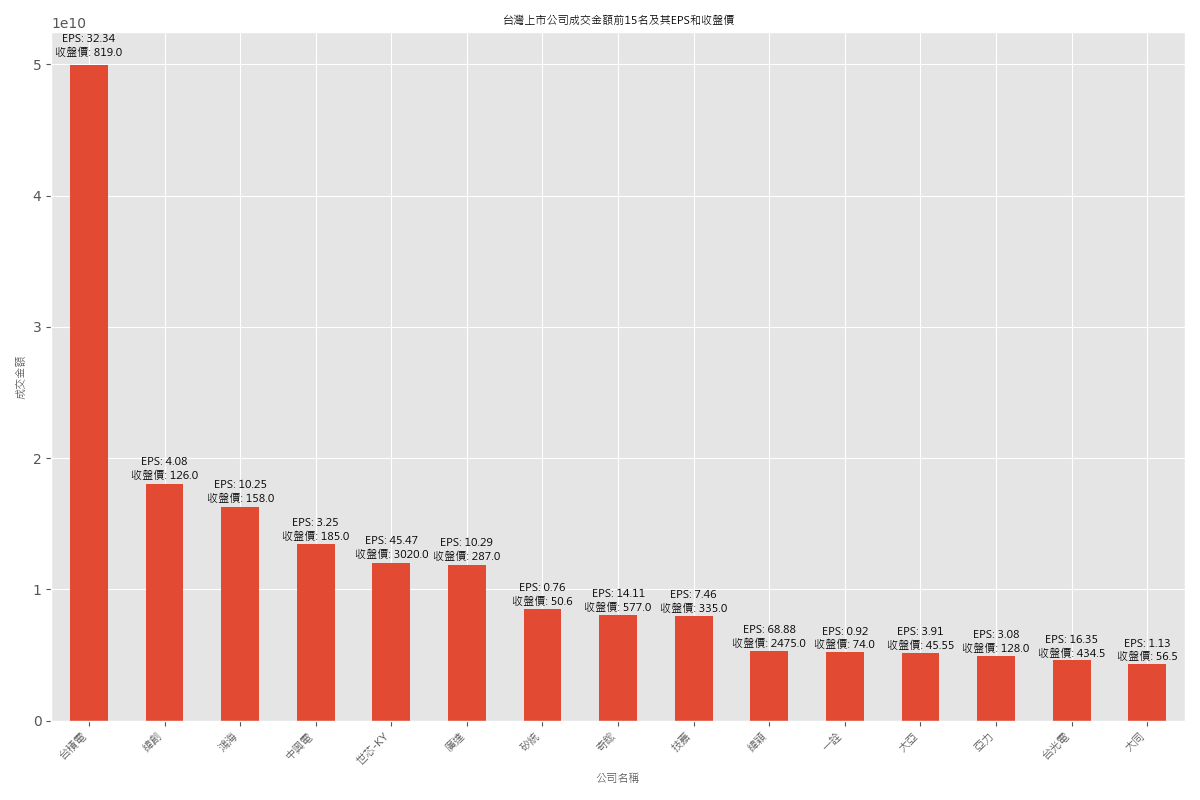 台灣上市公司成交金額前15名及其EPS和收盤價
1e10
5
4
3
2
1
0
成交金額
EPS: 32.34
收盤價: 819.0
EPS: 4.08
收盤價: 126.0
EPS: 10.25
收盤價: 158.0
EPS: 3.25
收盤價: 185.0
EPS: 45.47
收盤價: 3020.0
EPS: 10.29
收盤價: 287.0
EPS: 0.76
收盤價: 50.6
EPS: 14.11
收盤價: 577.0
EPS: 7.46
收盤價: 335.0
EPS: 68.88
收盤價: 2475.0
EPS: 0.92
收盤價: 74.0
EPS: 3.91
收盤價: 45.55
EPS: 3.08
收盤價: 128.0
EPS: 16.35
收盤價: 434.5
EPS: 1.13
收盤價: 56.5
台積電
緯創
鴻海
中興電
世芯-KY
廣達
矽統
奇鋐
技嘉
緯穎
一詮
大亞
亞力
台光電
大同
公司名稱